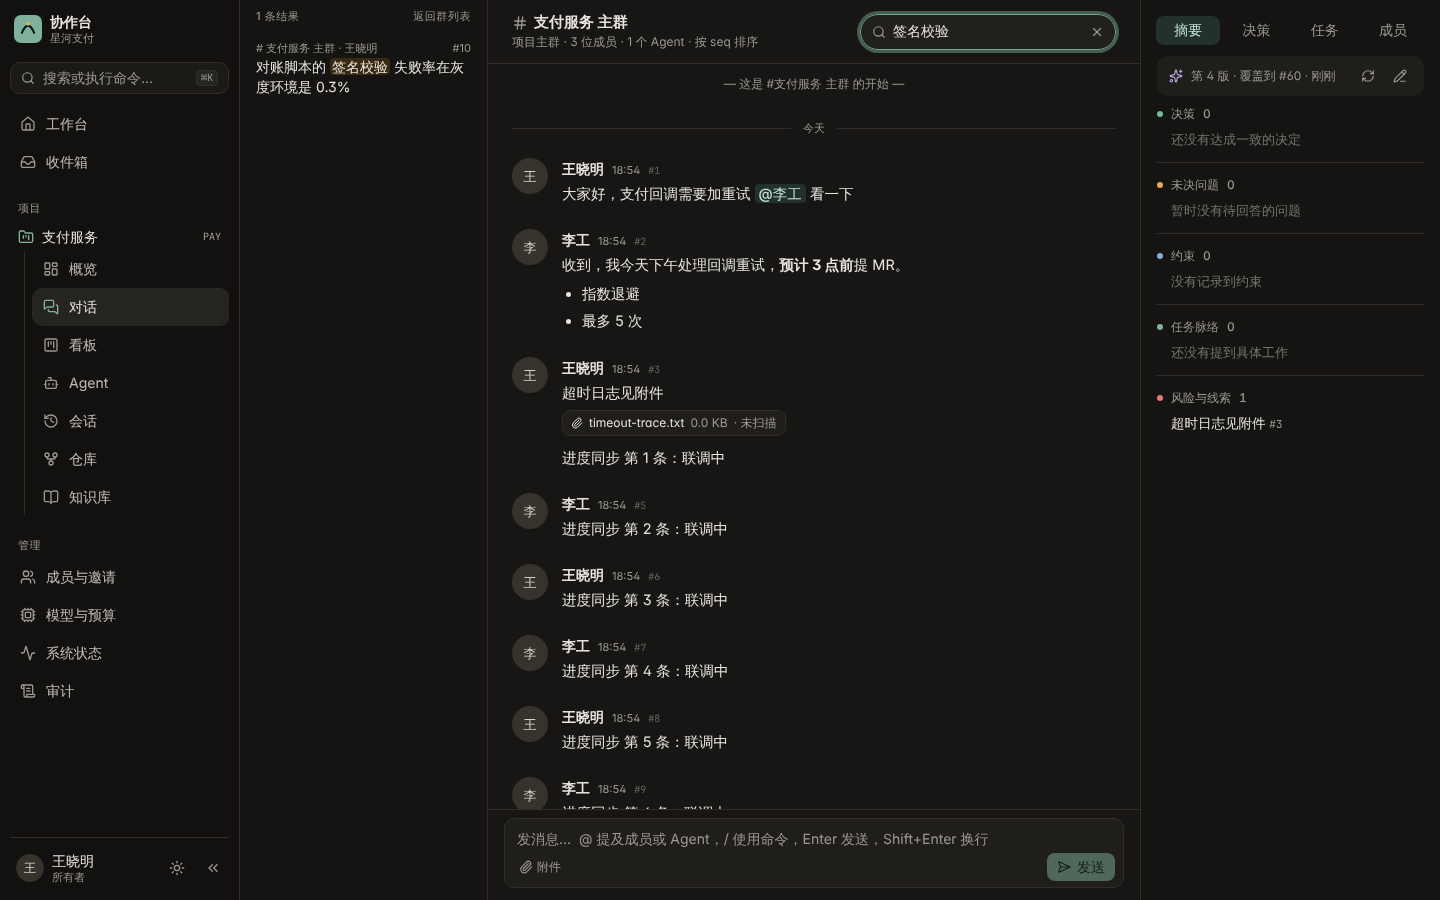 协作台
星河支付
搜索或执行命令... ⌘K
工作台
收件箱
项目
支付服务 PAY
概览
对话
看板
Agent
会话
仓库
知识库
管理
成员与邀请
模型与预算
系统状态
审计
王 王晓明
所有者
1 条结果 返回群列表
# 支付服务 主群 · 王晓明 #10
对账脚本的 签名校验 失败率在灰
度环境是 0.3%
# 支付服务 主群
项目主群 · 3 位成员 · 1 个 Agent · 按 seq 排序
签名校验
— 这是 #支付服务 主群 的开始 —
今天
王 王晓明 18:54 #1
大家好，支付回调需要加重试 @李工 看一下
李 李工 18:54 #2
收到，我今天下午处理回调重试，预计 3 点前提 MR。
• 指数退避
• 最多 5 次
王 王晓明 18:54 #3
超时日志见附件
timeout-trace.txt 0.0 KB · 未扫描
进度同步 第 1 条：联调中
李 李工 18:54 #5
进度同步 第 2 条：联调中
王 王晓明 18:54 #6
进度同步 第 3 条：联调中
李 李工 18:54 #7
进度同步 第 4 条：联调中
王 王晓明 18:54 #8
进度同步 第 5 条：联调中
李 李工 18:54 #9
发消息... @ 提及成员或 Agent，/ 使用命令，Enter 发送，Shift+Enter 换行
附件 发送
摘要 决策 任务 成员
第 4 版 · 覆盖到 #60 · 刚刚
决策 0
还没有达成一致的决定
未决问题 0
暂时没有待回答的问题
约束 0
没有记录到约束
任务脉络 0
还没有提到具体工作
风险与线索 1
超时日志见附件 #3